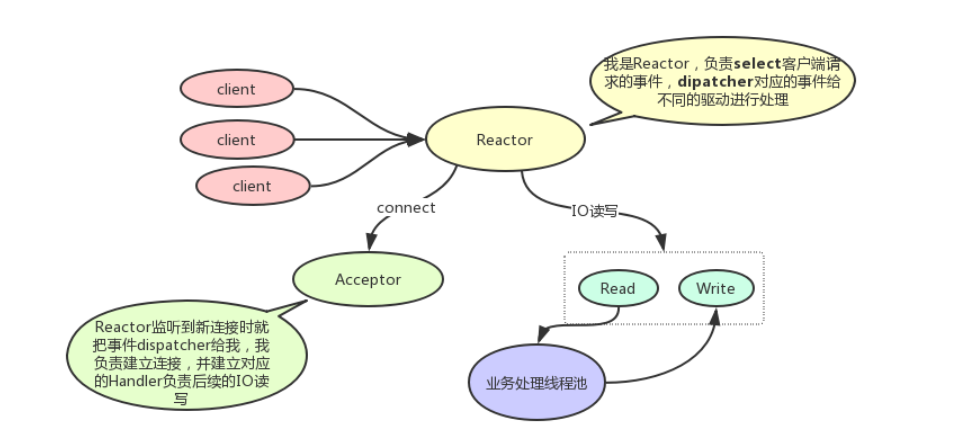 client
client
client
Reactor
我是Reactor，负责select客户端请
求的事件，dipatcher对应的事件给
不同的驱动进行处理
connect
IO读写
Acceptor
Read
Write
Reactor监听到新连接时就
把事件dispatcher给我，我
负责建立连接，并建立对应
的Handler负责后续的IO读
写
业务处理线程池